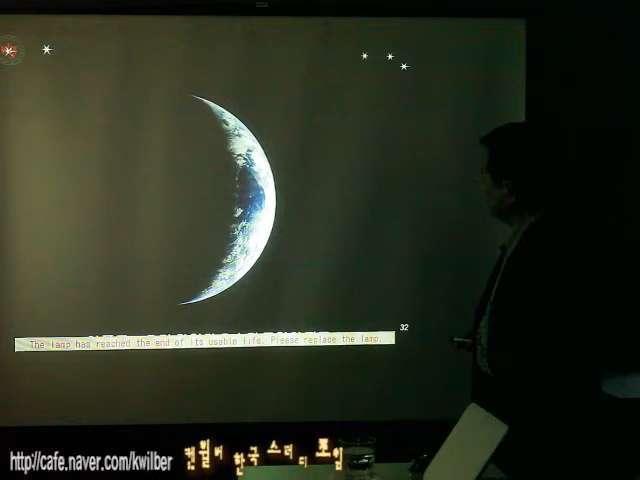 32
The lamp has reached the end of its usable life. Please replace the lamp.
http://cafe.naver.com/kwilber
켄윌버 한국 스터디 모임